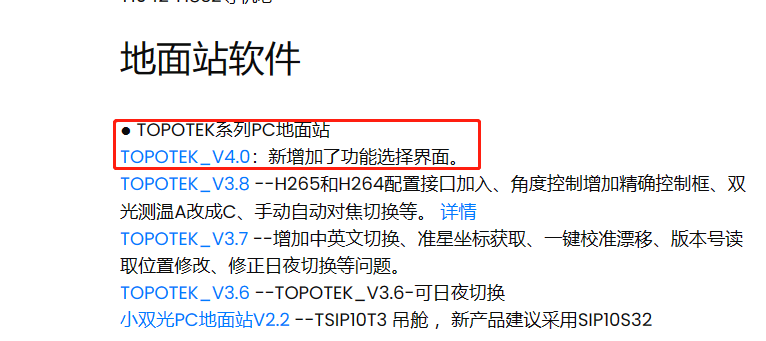 地面站软件
● TOPOTEK系列PC地面站
TOPOTEK_V4.0：新增加了功能选择界面。
TOPOTEK_V3.8 --H265和H264配置接口加入、角度控制增加精确控制框、双
光测温A改成C、手动自动对焦切换等。 详情
TOPOTEK_V3.7 --增加中英文切换、准星坐标获取、一键校准漂移、版本号读
取位置修改、修正日夜切换等问题。
TOPOTEK_V3.6 --TOPOTEK_V3.6-可日夜切换
小双光PC地面站V2.2 --TSIP10T3 吊舱 ，新产品建议采用SIP10S32